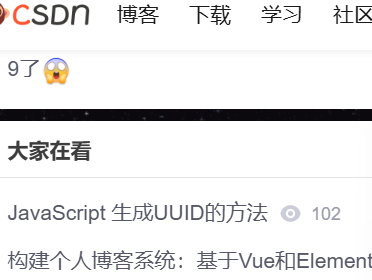 CSDN 博客 下载 学习 社区
9了😱
大家在看
JavaScript 生成UUID的方法 102
构建个人博客系统：基于Vue和Element